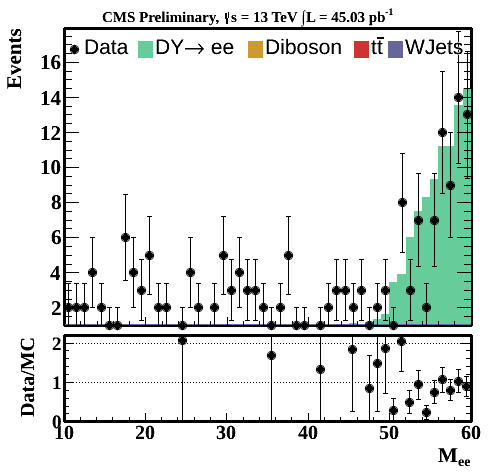 CMS Preliminary, √s = 13 TeV ∫L = 45.03 pb⁻¹
Events
Data DY→ ee Diboson tt̄ WJets
16
14
12
10
8
6
4
2
Data/MC
2
1
0
10 20 30 40 50 60
Mee